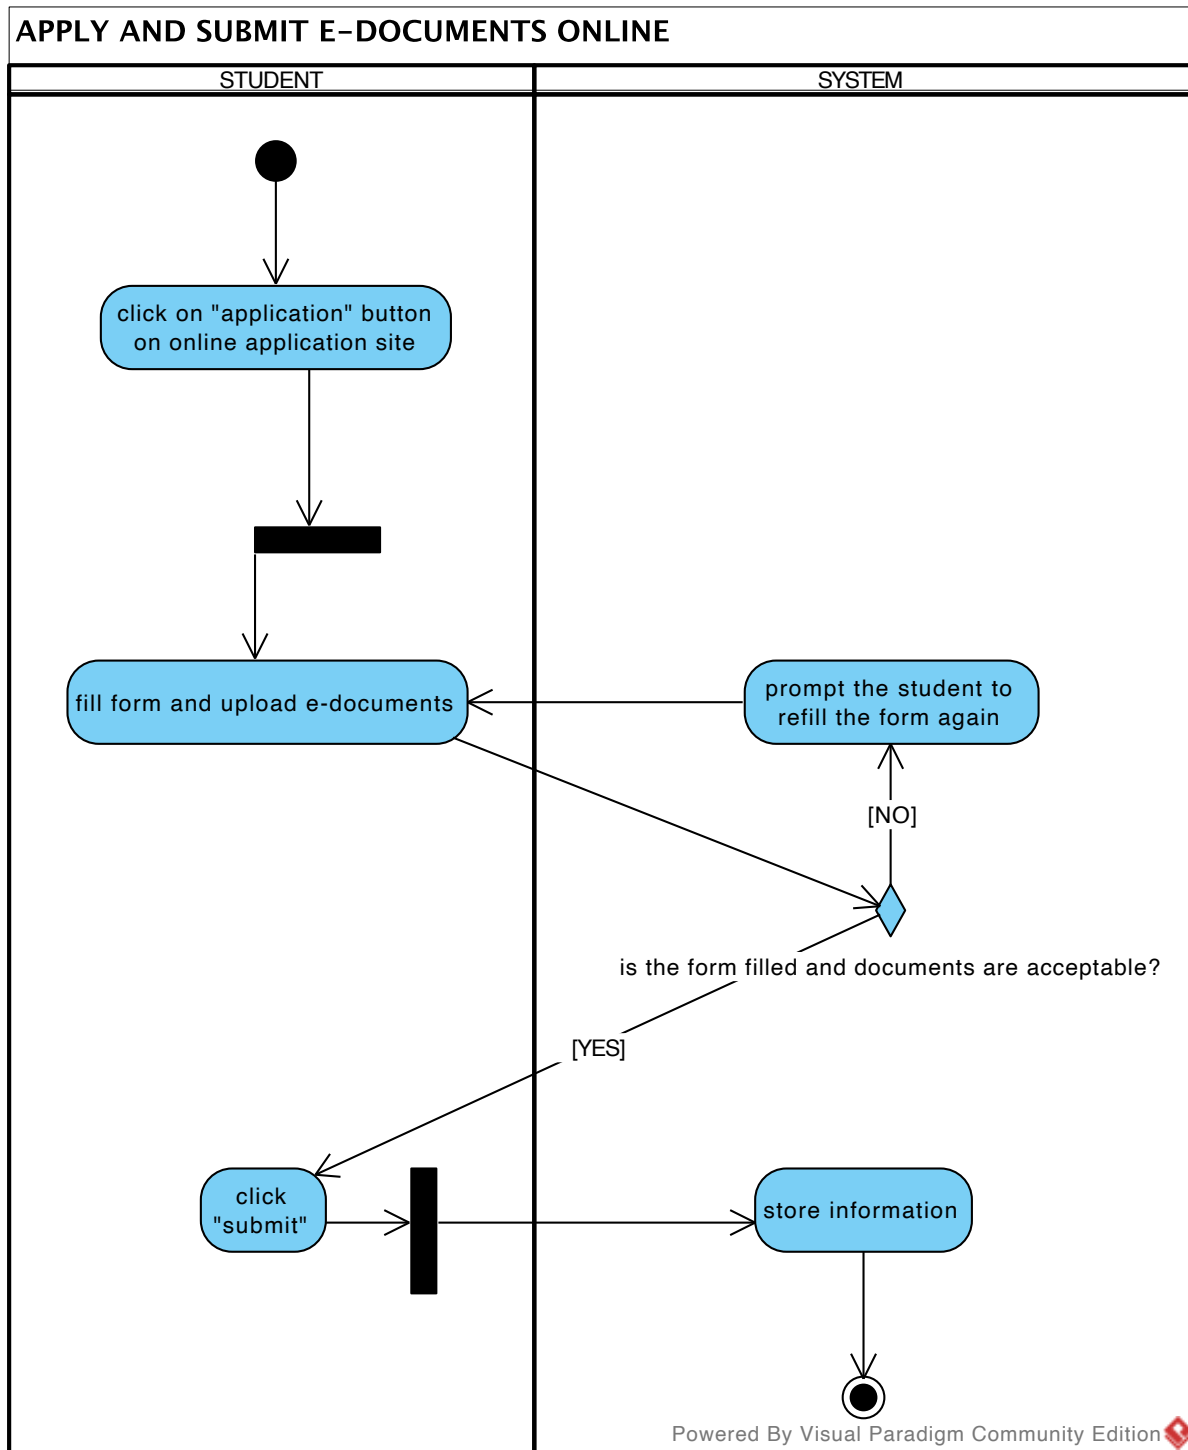 APPLY AND SUBMIT E-DOCUMENTS ONLINE
STUDENT
SYSTEM
click on "application" button
on online application site
fill form and upload e-documents
prompt the student to
refill the form again
[NO]
is the form filled and documents are acceptable?
[YES]
click
"submit"
store information
Powered By Visual Paradigm Community Edition